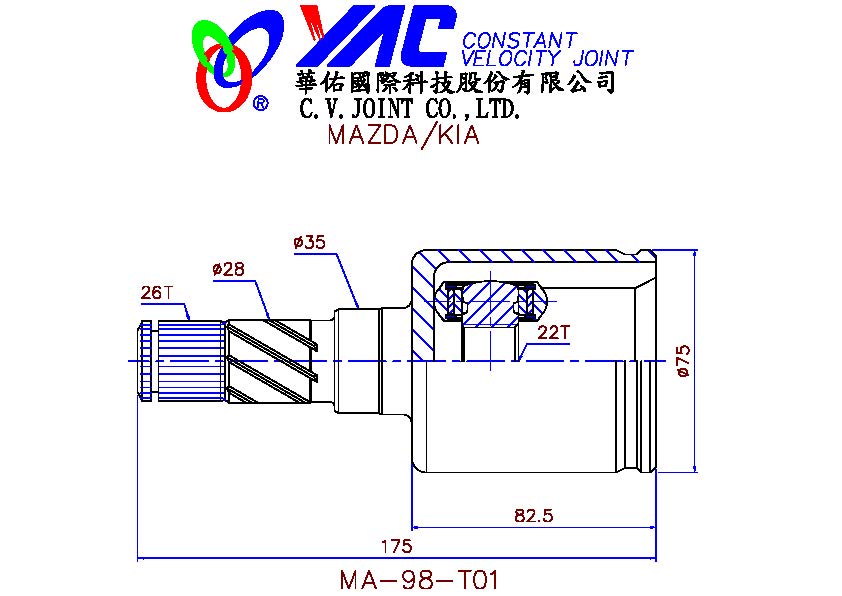 YAC CONSTANT
VELOCITY JOINT
®
華佑國際科技股份有限公司
C.V.JOINT CO.,LTD.
MAZDA/KIA
ø35
ø28
26T
22T
ø75
82.5
175
MA-98-T01